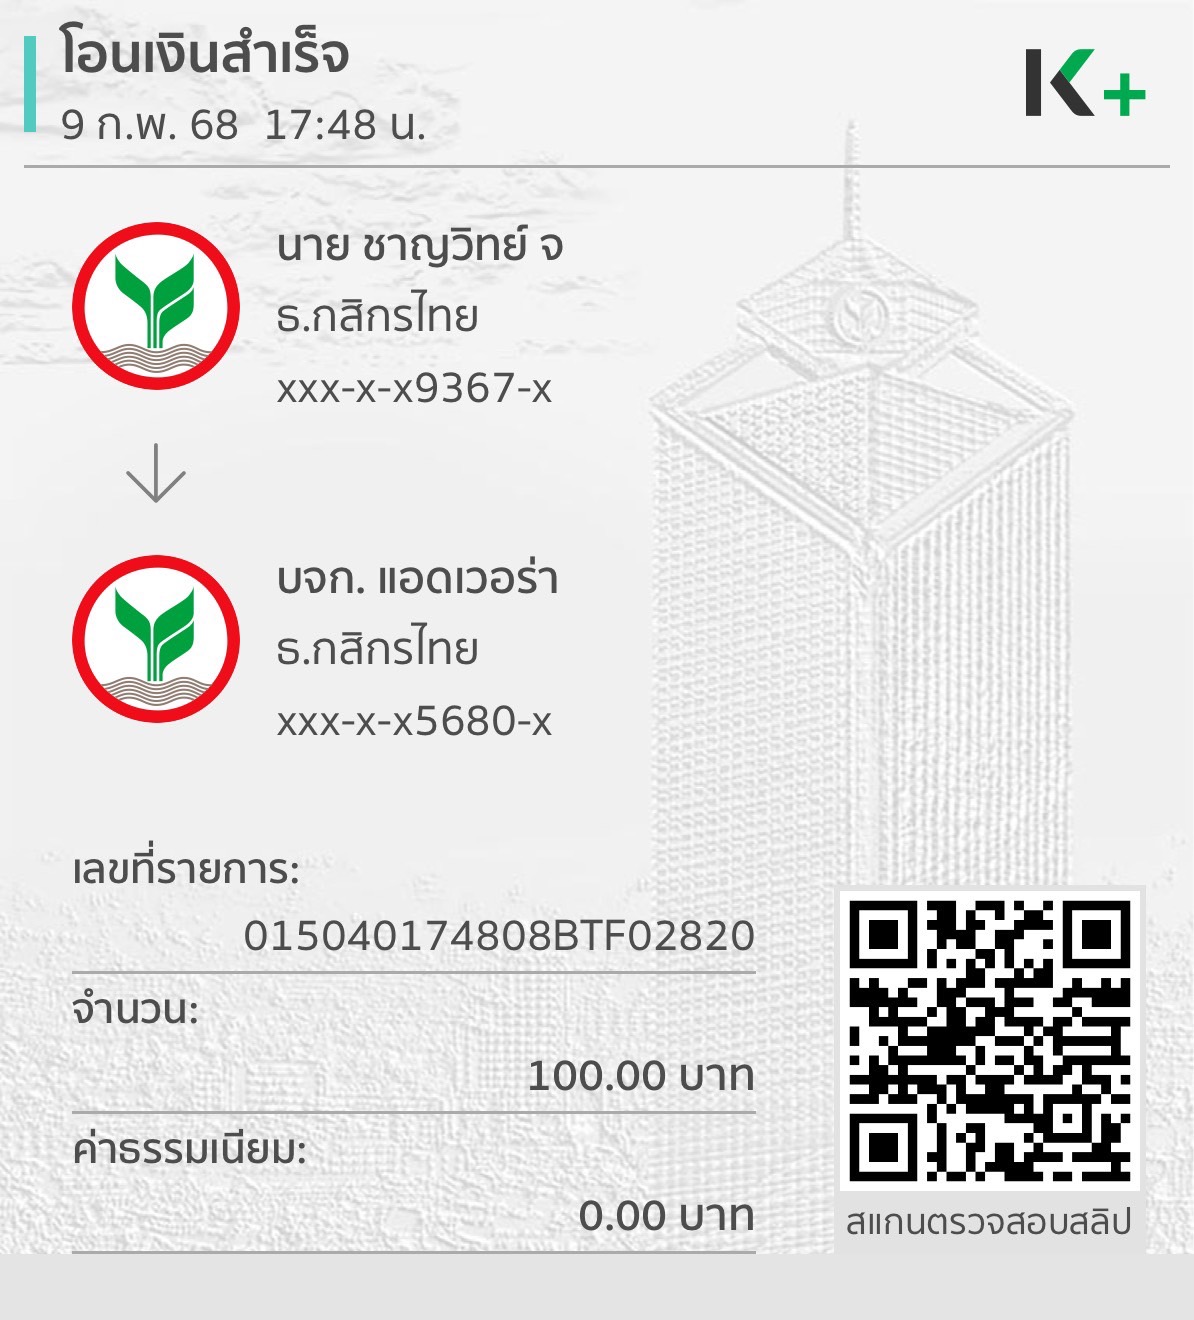 โอนเงินสำเร็จ
9 ก.พ. 68 17:48 น.
K+
นาย ชาญวิทย์ จ
ธ.กสิกรไทย
xxx-x-x9367-x
บจก. แอดเวอร่า
ธ.กสิกรไทย
xxx-x-x5680-x
เลขที่รายการ:
015040174808BTF02820
จำนวน:
100.00 บาท
ค่าธรรมเนียม:
0.00 บาท
สแกนตรวจสอบสลิป